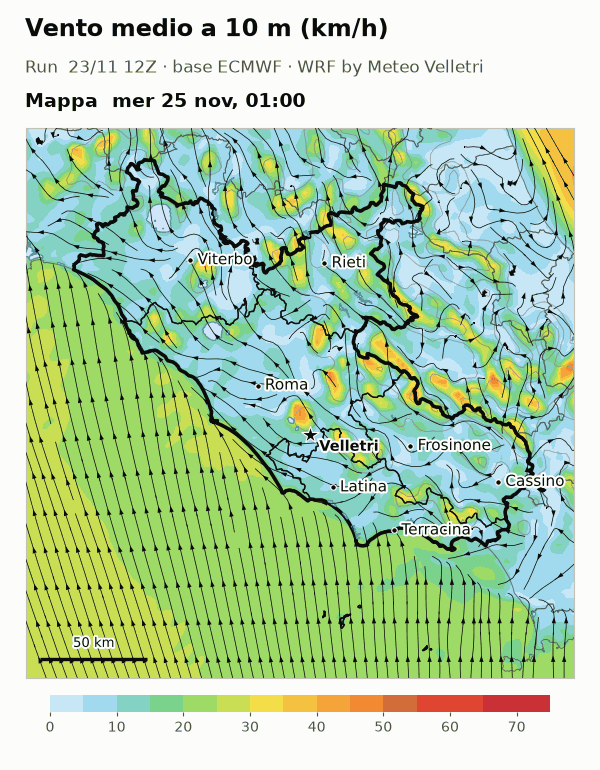 Vento medio a 10 m (km/h)
Run  23/11 12Z · base ECMWF · WRF by Meteo Velletri
Mappa  mer 25 nov, 01:00
Viterbo
Rieti
Roma
Velletri
Frosinone
Cassino
Latina
Terracina
50 km
0 10 20 30 40 50 60 70